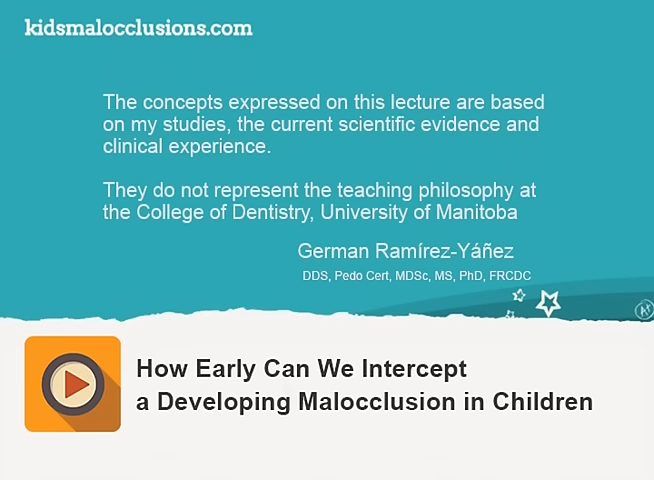 kidsmalocclusions.com
The concepts expressed on this lecture are based
on my studies, the current scientific evidence and
clinical experience.
They do not represent the teaching philosophy at
the College of Dentistry, University of Manitoba
German Ramírez-Yáñez
DDS, Pedo Cert, MDSc, MS, PhD, FRCDC
A+
How Early Can We Intercept
a Developing Malocclusion in Children